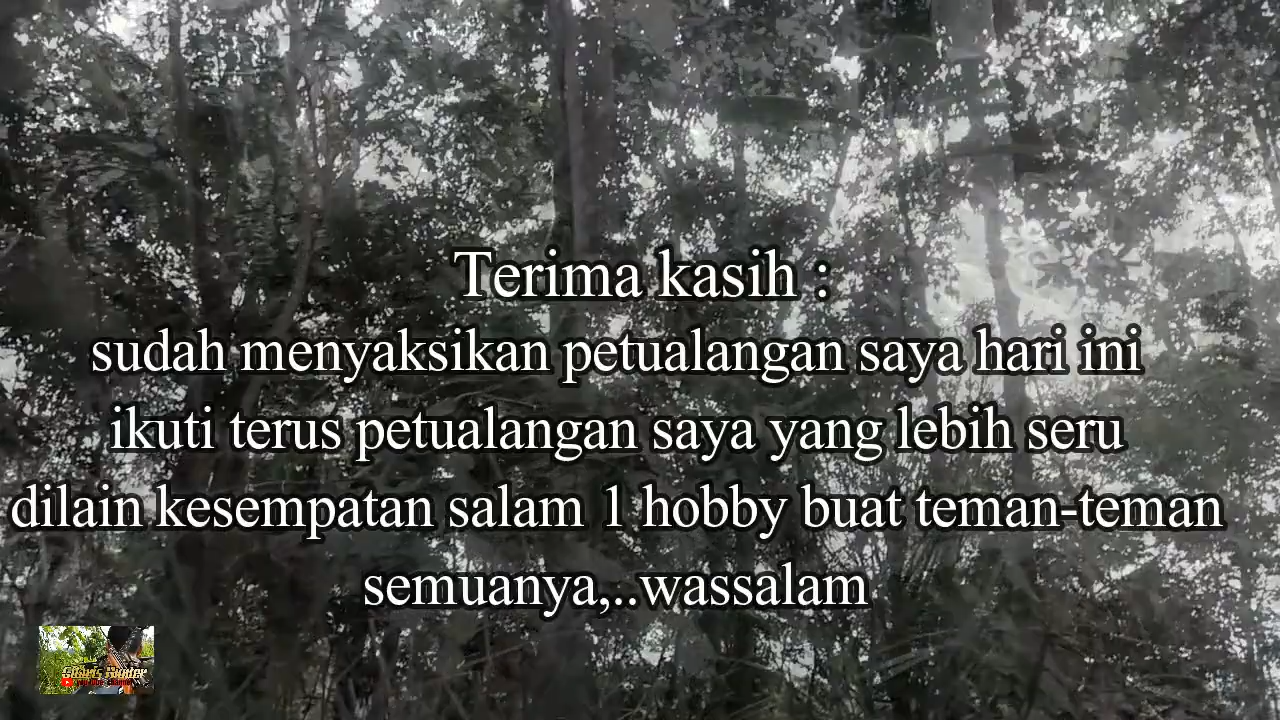 Terima kasih :
sudah menyaksikan petualangan saya hari ini
ikuti terus petualangan saya yang lebih seru
dilain kesempatan salam 1 hobby buat teman-teman
semuanya,..wassalam
Hunter